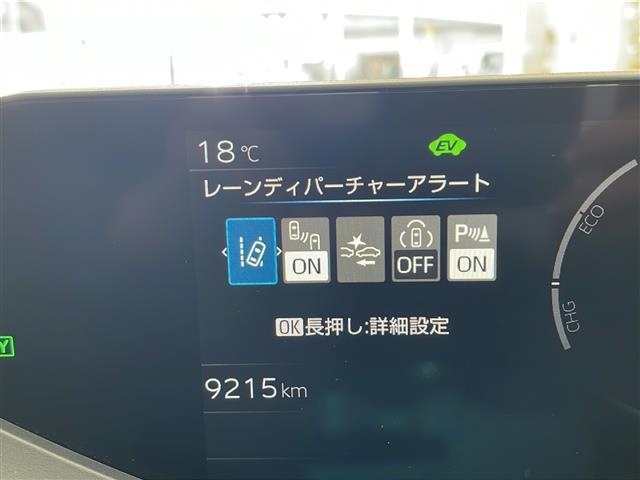 18℃
EV
レーンディパーチャーアラート
ON OFF P ON
OK長押し:詳細設定
9215km
ECO
CHG
Y